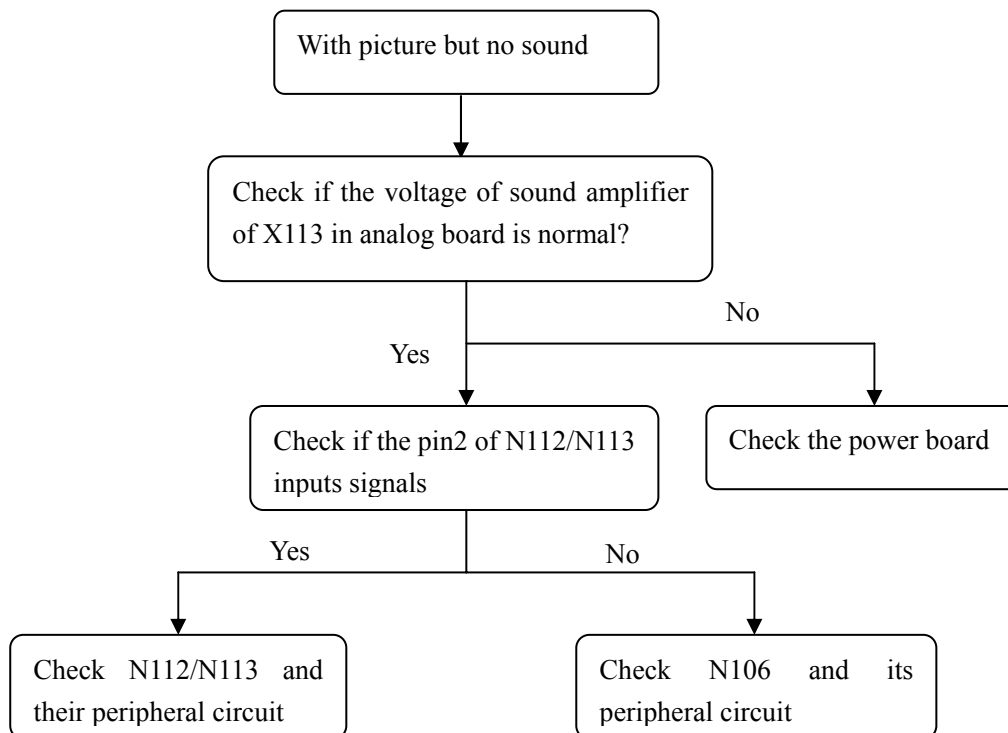 With picture but no sound
Check if the voltage of sound amplifier
of X113 in analog board is normal?
No
Yes
Check if the pin2 of N112/N113
inputs signals
Check the power board
Yes
No
Check N112/N113 and
their peripheral circuit
Check N106 and its
peripheral circuit